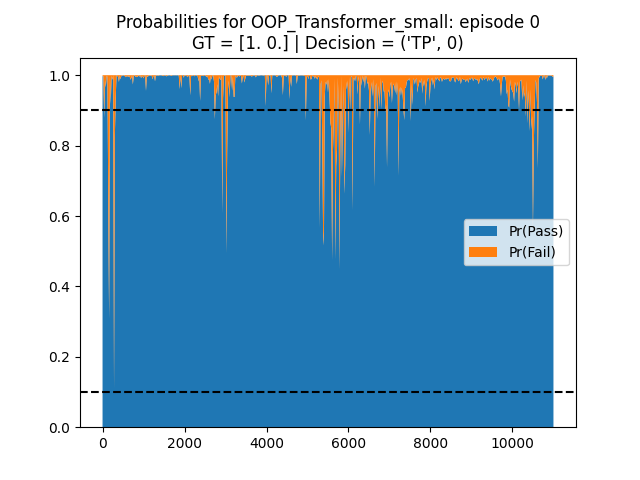 Probabilities for OOP_Transformer_small: episode 0
GT = [1. 0.] | Decision = ('TP', 0)
1.0
0.8
0.6
0.4
0.2
0.0
Pr(Pass)
Pr(Fail)
0 2000 4000 6000 8000 10000